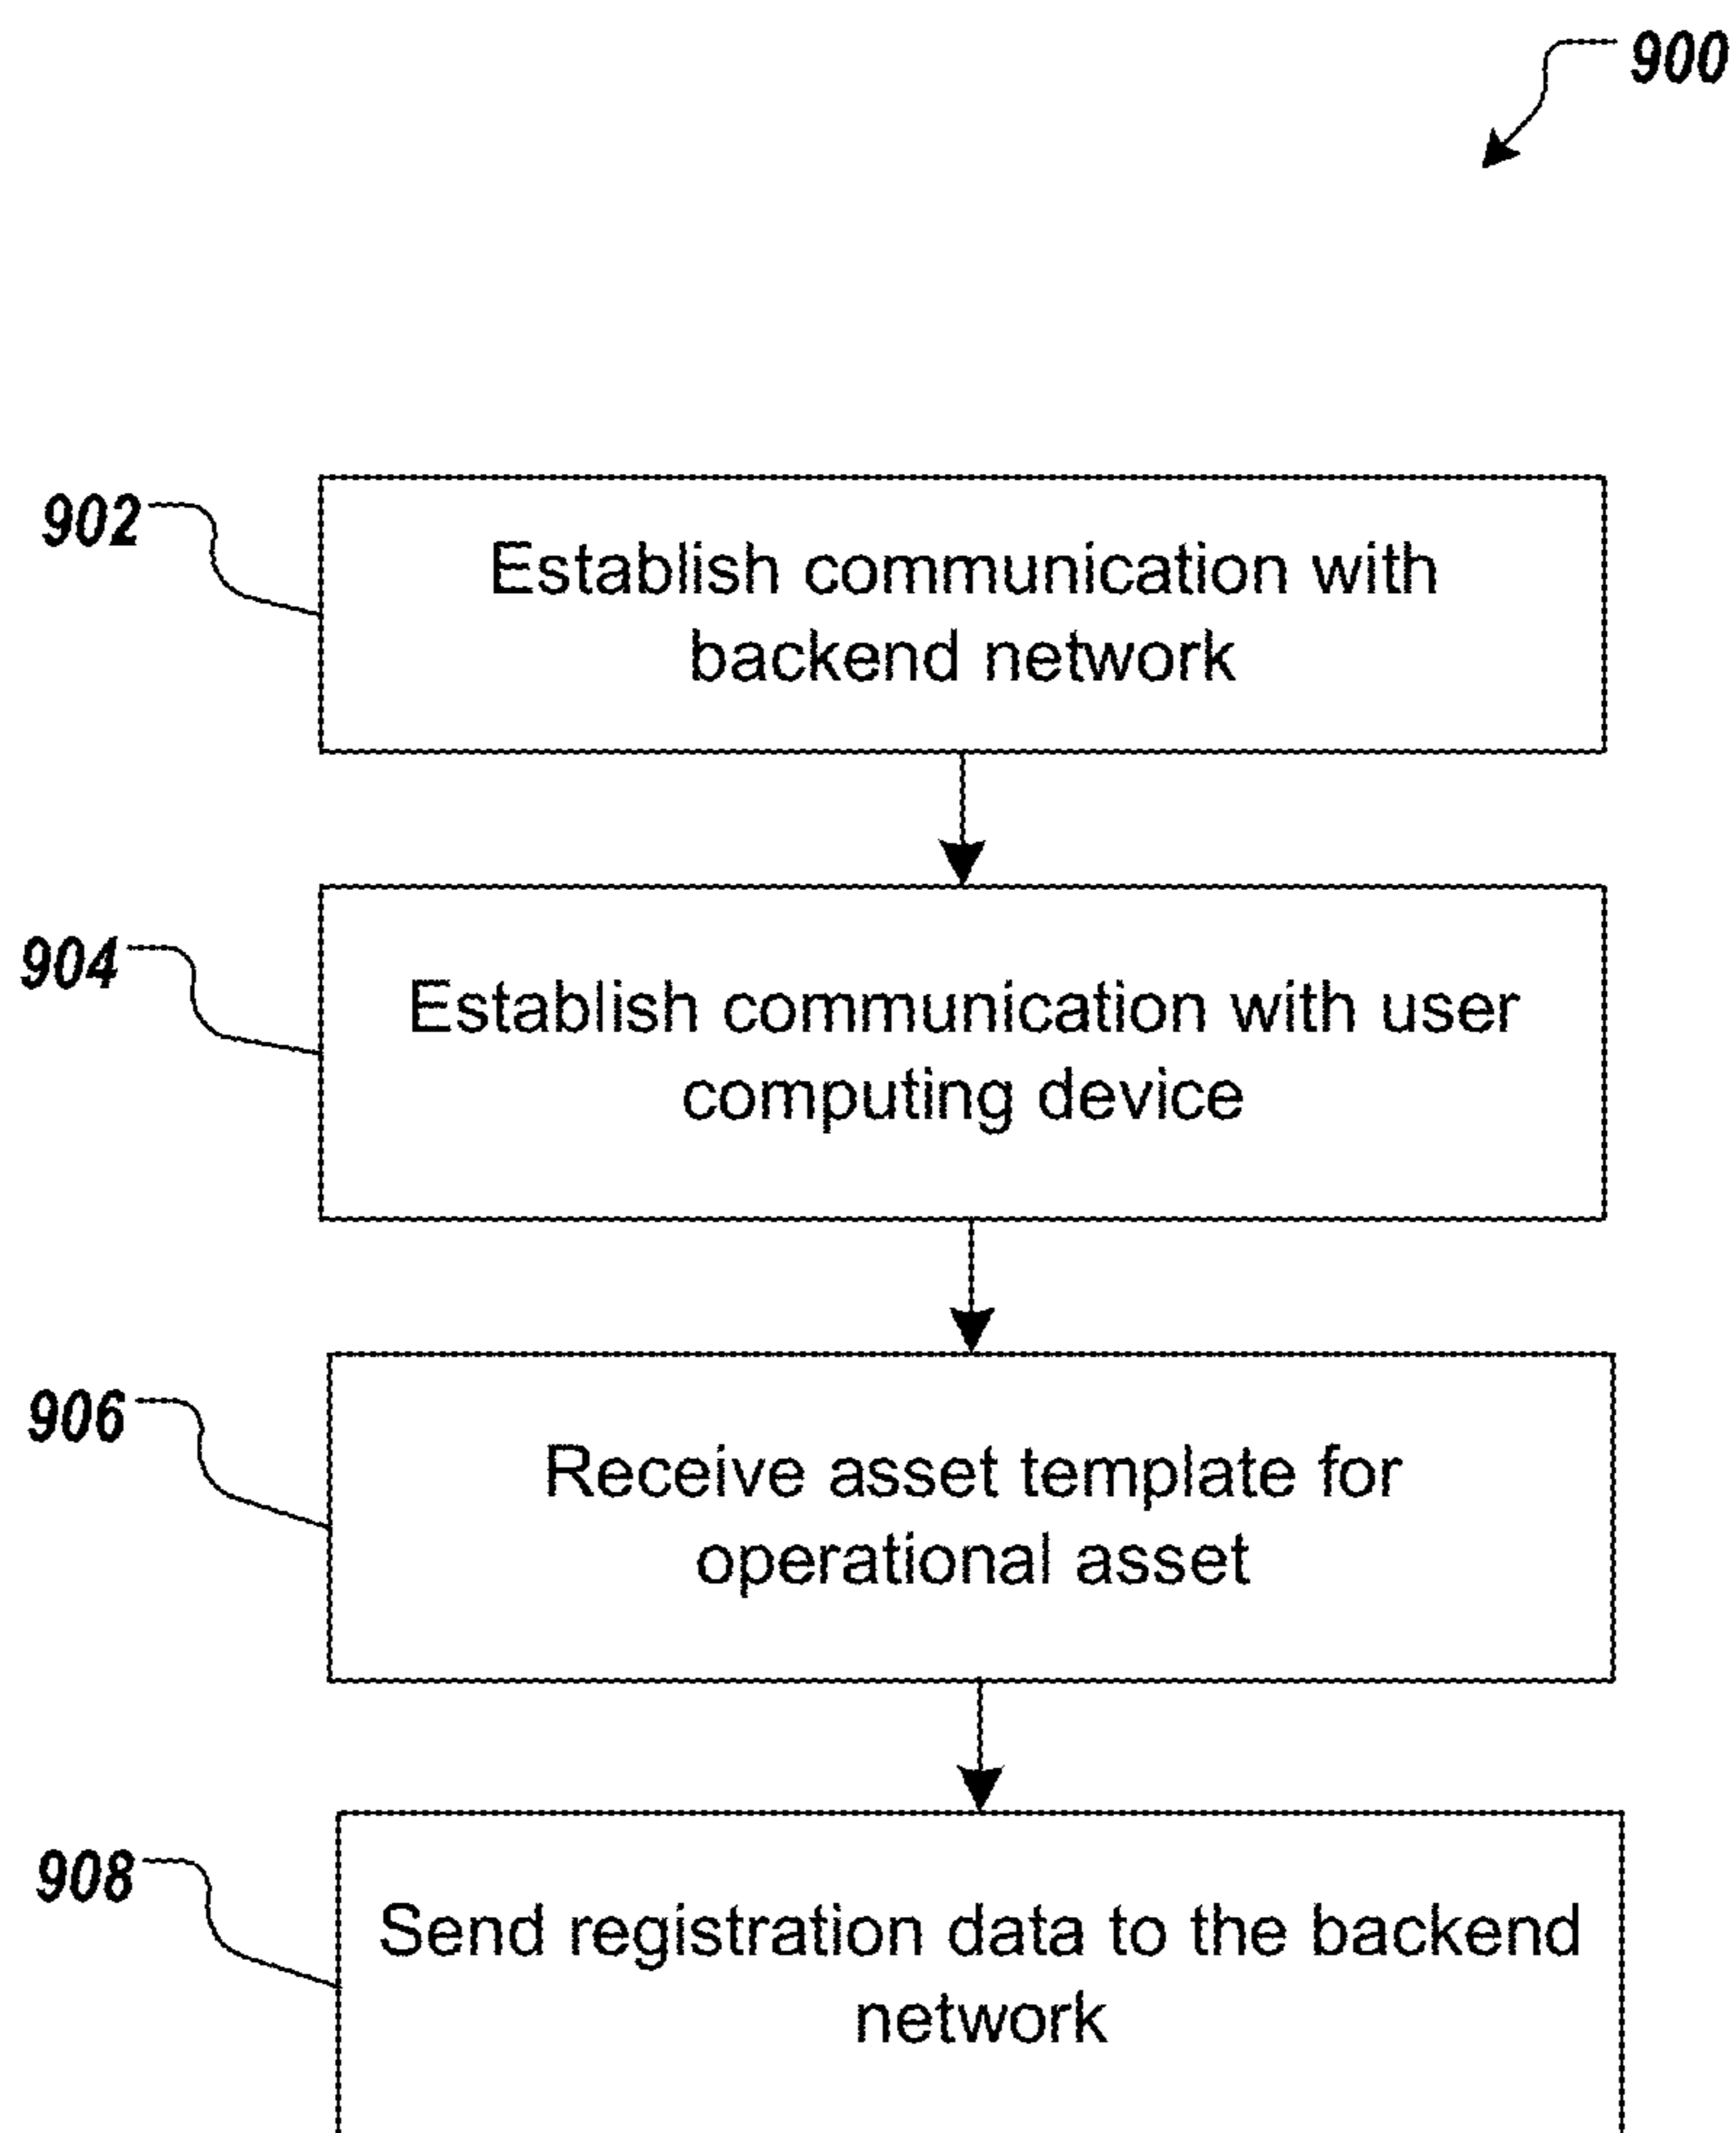 900
902
Establish communication with
backend network
904
Establish communication with user
computing device
906
Receive asset template for
operational asset
908
Send registration data to the backend
network